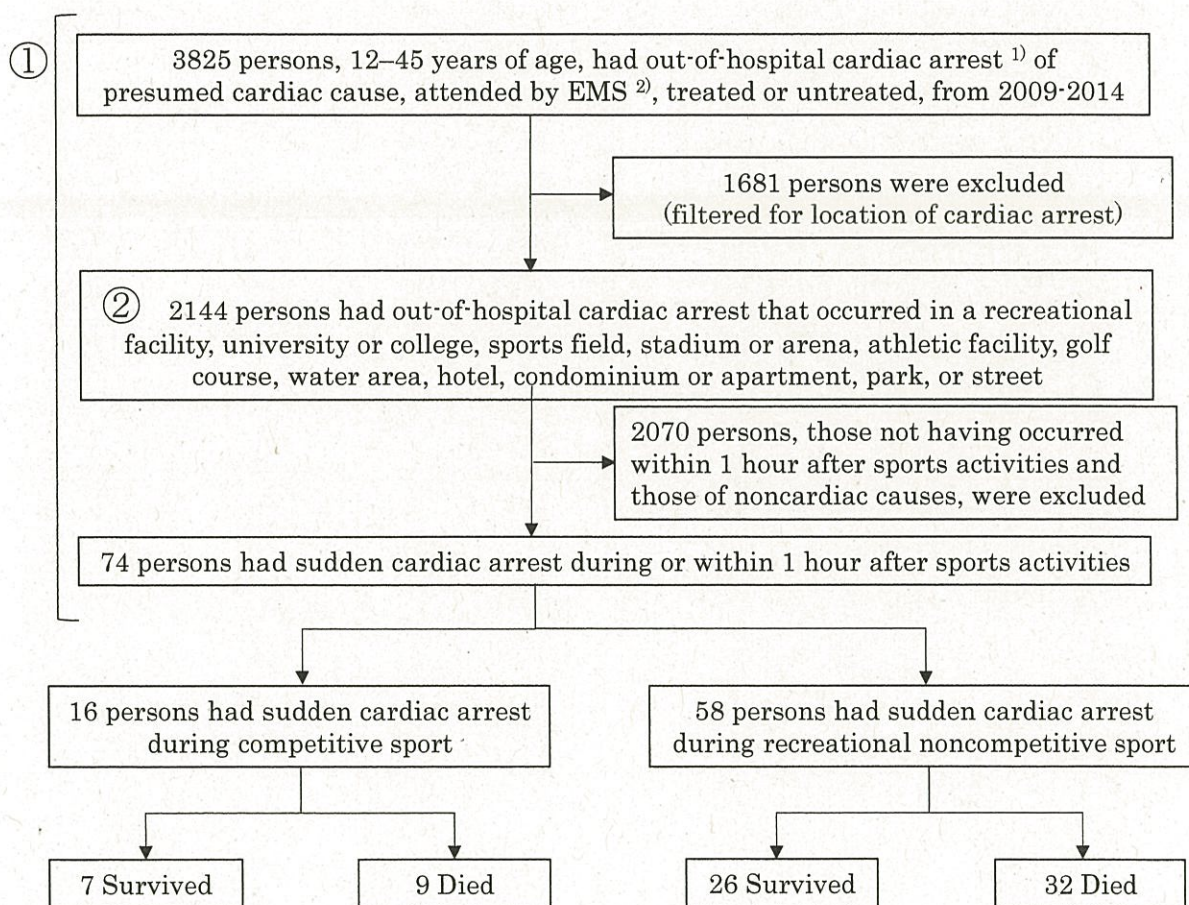 ①
3825 persons, 12–45 years of age, had out-of-hospital cardiac arrest 1) of
presumed cardiac cause, attended by EMS 2), treated or untreated, from 2009-2014
1681 persons were excluded
(filtered for location of cardiac arrest)
② 2144 persons had out-of-hospital cardiac arrest that occurred in a recreational
facility, university or college, sports field, stadium or arena, athletic facility, golf
course, water area, hotel, condominium or apartment, park, or street
2070 persons, those not having occurred
within 1 hour after sports activities and
those of noncardiac causes, were excluded
74 persons had sudden cardiac arrest during or within 1 hour after sports activities
16 persons had sudden cardiac arrest
during competitive sport
58 persons had sudden cardiac arrest
during recreational noncompetitive sport
7 Survived
9 Died
26 Survived
32 Died